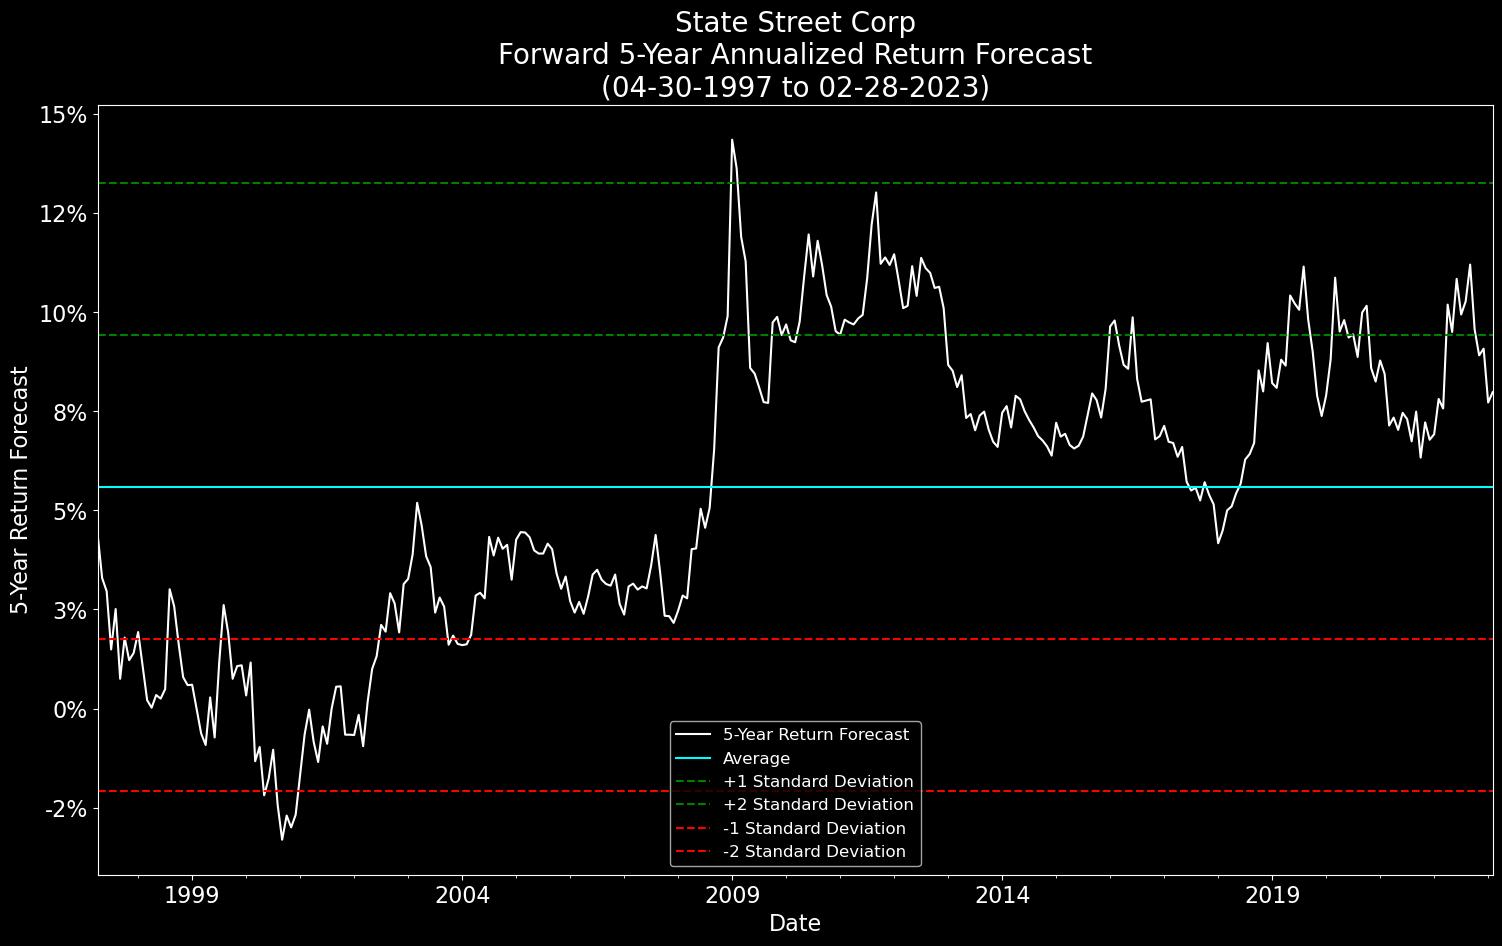 State Street Corp
Forward 5-Year Annualized Return Forecast
(04-30-1997 to 02-28-2023)
15%
12%
10%
8%
5%
3%
0%
-2%
5-Year Return Forecast
5-Year Return Forecast
Average
+1 Standard Deviation
+2 Standard Deviation
-1 Standard Deviation
-2 Standard Deviation
1999
2004
2009
2014
2019
Date